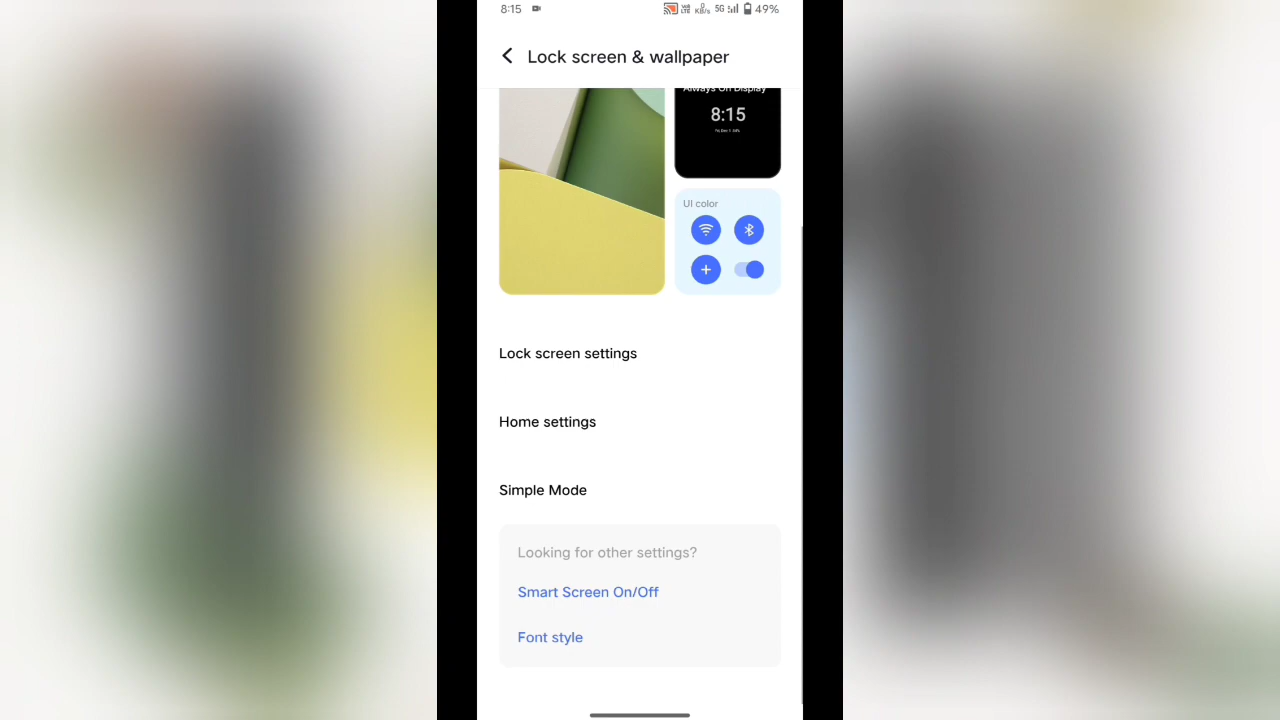 8:15 5G 49%
Lock screen & wallpaper
Always On Display
8:15
UI color
Lock screen settings
Home settings
Simple Mode
Looking for other settings?
Smart Screen On/Off
Font style